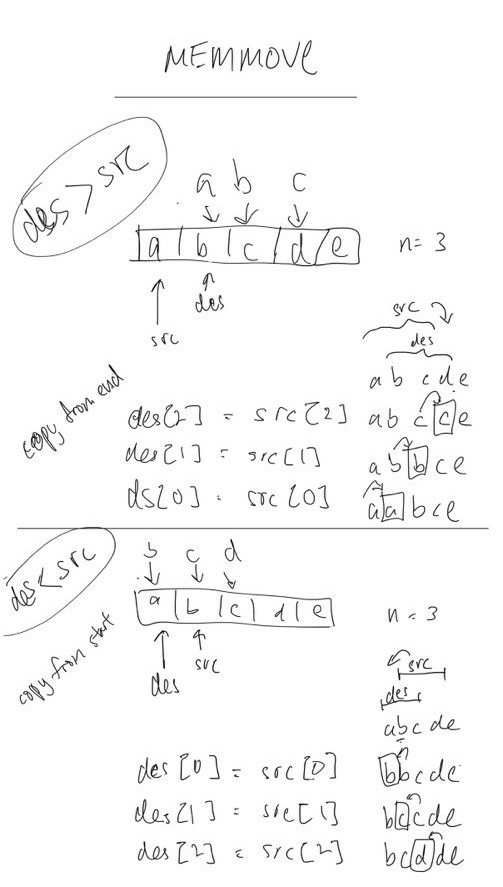 MEMMOVE
des > src
a b c
a b c d e
n = 3
src
des
src
des
a b c d e
copy from end
des[2] = src[2]
a b c c e
des[1] = src[1]
a b b c e
ds[0] = src[0]
a a b c e
des < src
b c d
a b c d e
n = 3
des
src
copy from start
src
des
a b c d e
des[0] = src[0]
b b c d e
des[1] = src[1]
b c c d e
des[2] = src[2]
b c d d e